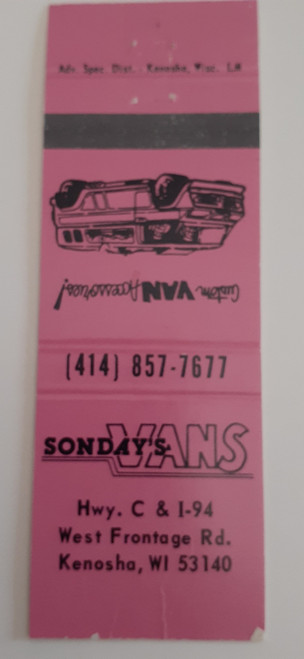 Adv. Spec. Dist. - Kenosha, Wisc. LM
Custom VAN Accessories!
(414) 857-7677
SONDAY'S VANS
Hwy. C & I-94
West Frontage Rd.
Kenosha, WI 53140